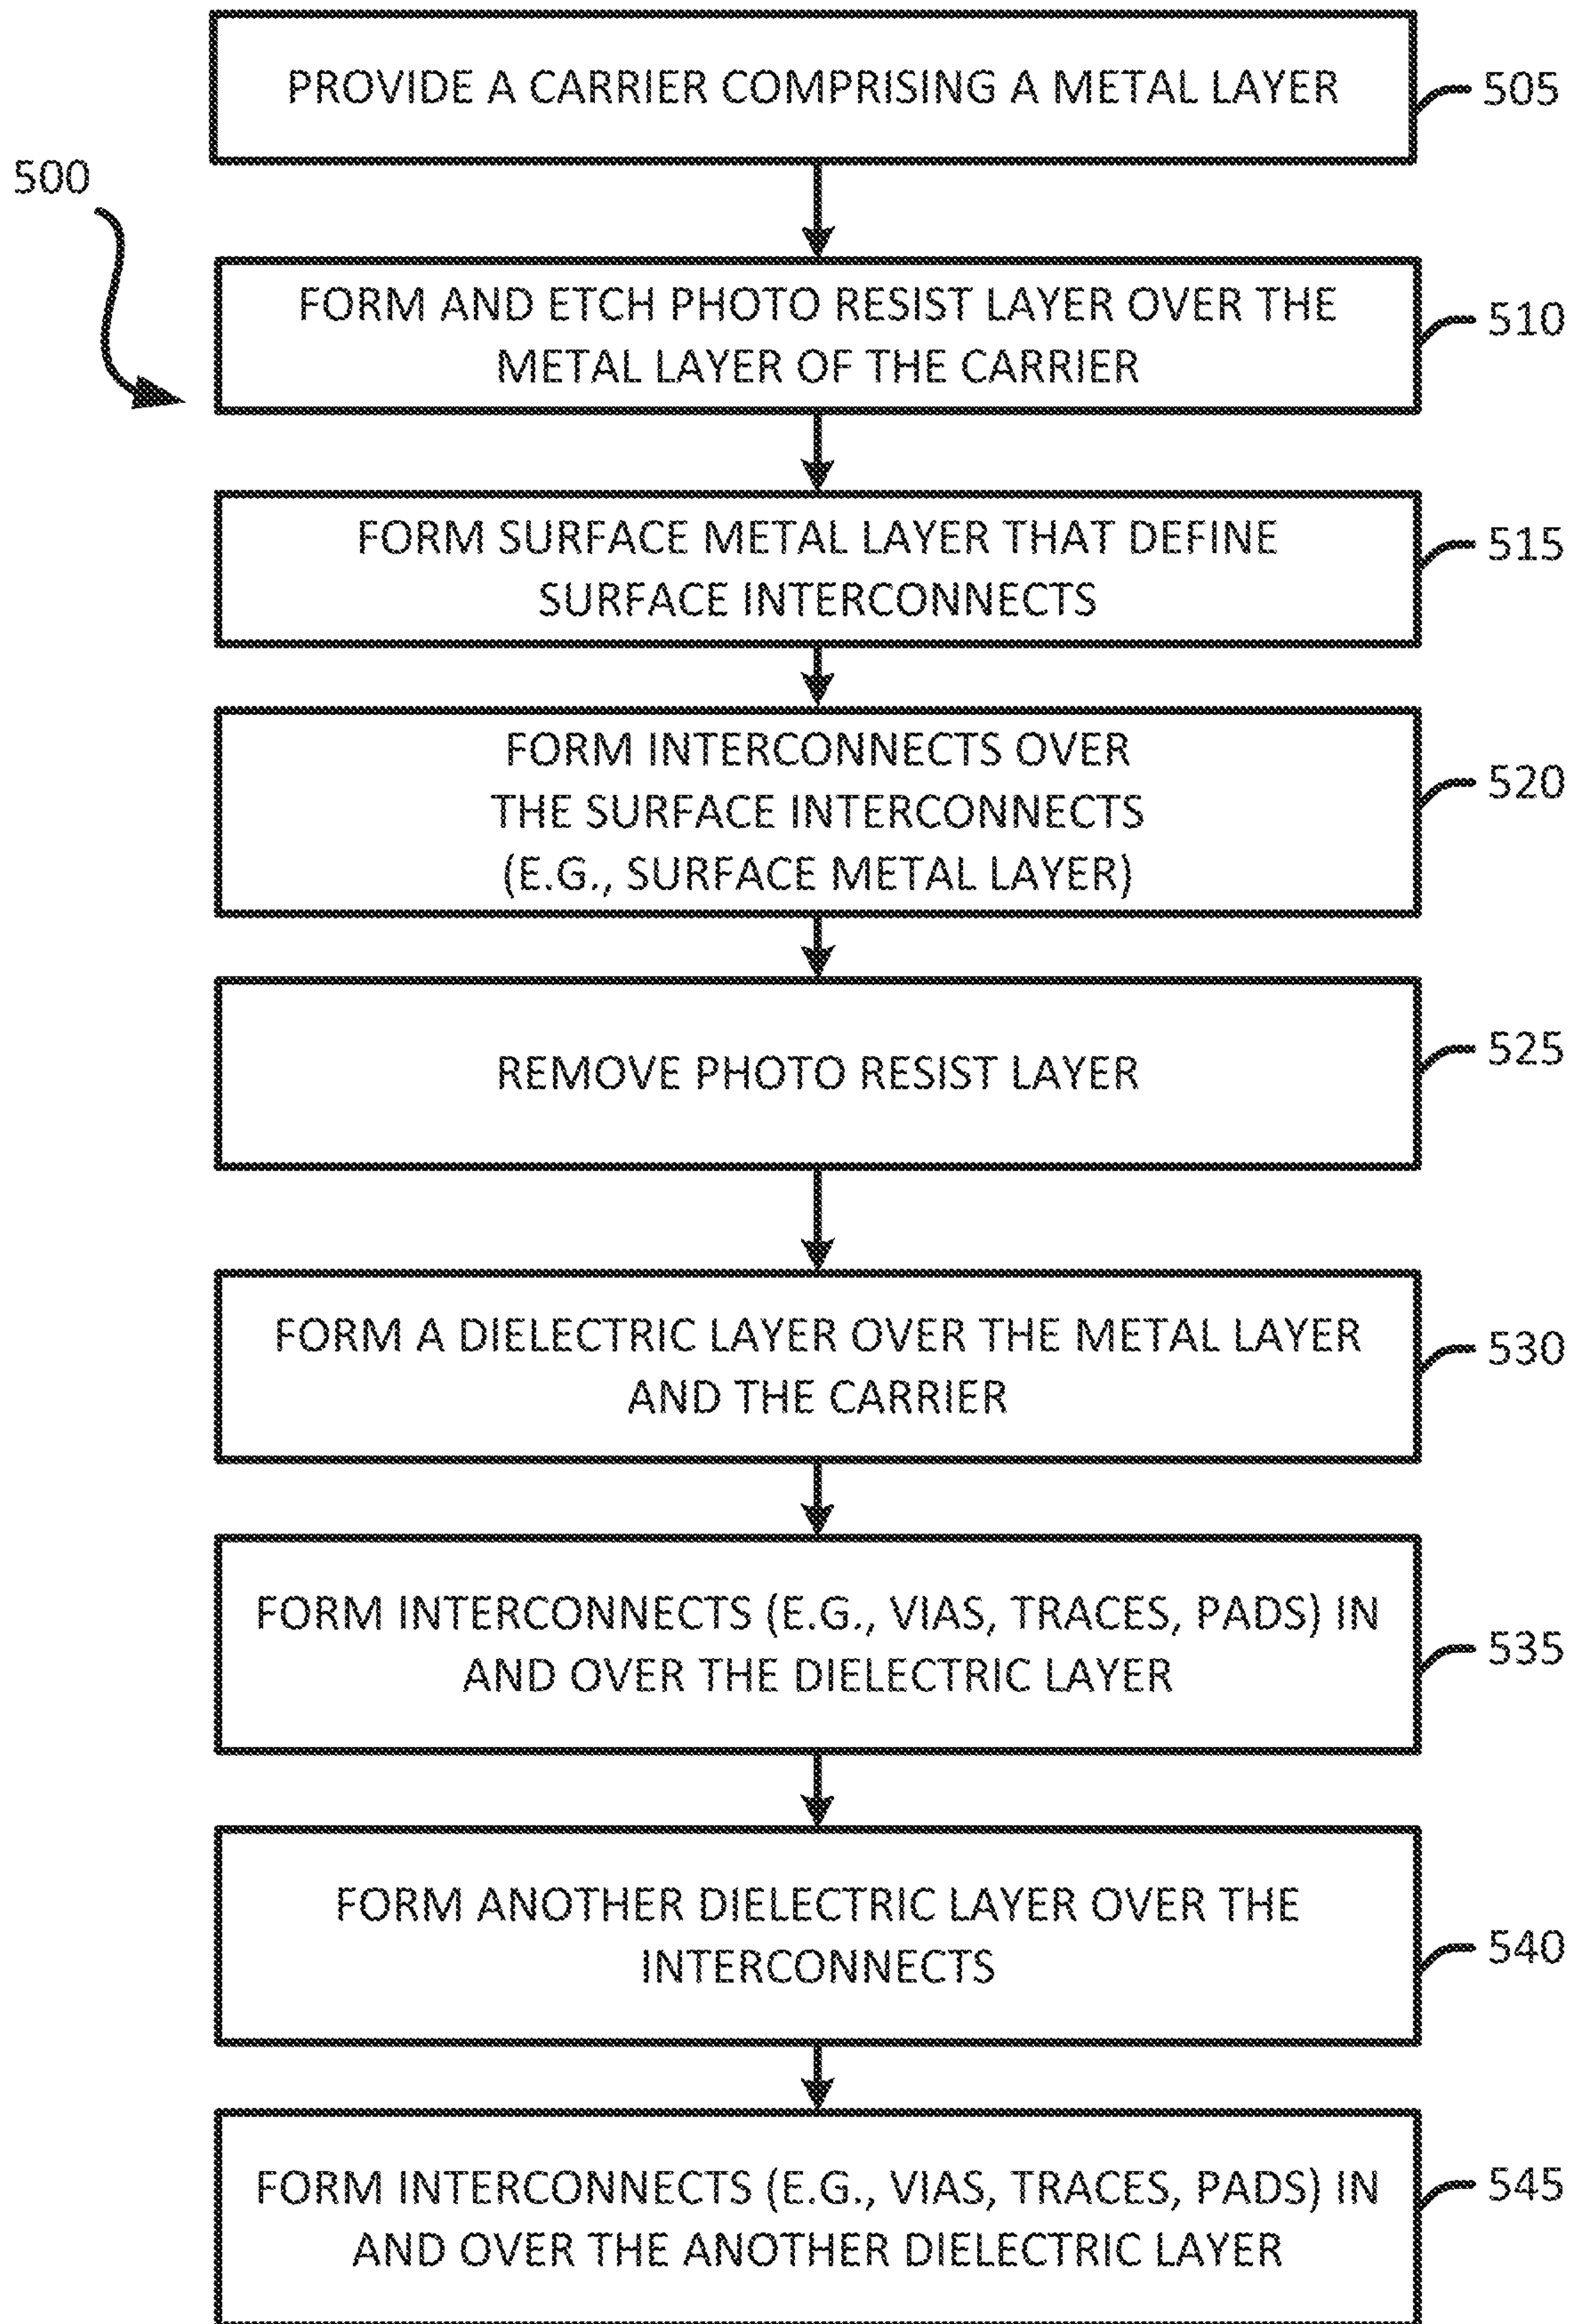 PROVIDE A CARRIER COMPRISING A METAL LAYER
505
500
FORM AND ETCH PHOTO RESIST LAYER OVER THE
METAL LAYER OF THE CARRIER
510
FORM SURFACE METAL LAYER THAT DEFINE
SURFACE INTERCONNECTS
515
FORM INTERCONNECTS OVER
THE SURFACE INTERCONNECTS
(E.G., SURFACE METAL LAYER)
520
REMOVE PHOTO RESIST LAYER
525
FORM A DIELECTRIC LAYER OVER THE METAL LAYER
AND THE CARRIER
530
FORM INTERCONNECTS (E.G., VIAS, TRACES, PADS) IN
AND OVER THE DIELECTRIC LAYER
535
FORM ANOTHER DIELECTRIC LAYER OVER THE
INTERCONNECTS
540
FORM INTERCONNECTS (E.G., VIAS, TRACES, PADS) IN
AND OVER THE ANOTHER DIELECTRIC LAYER
545